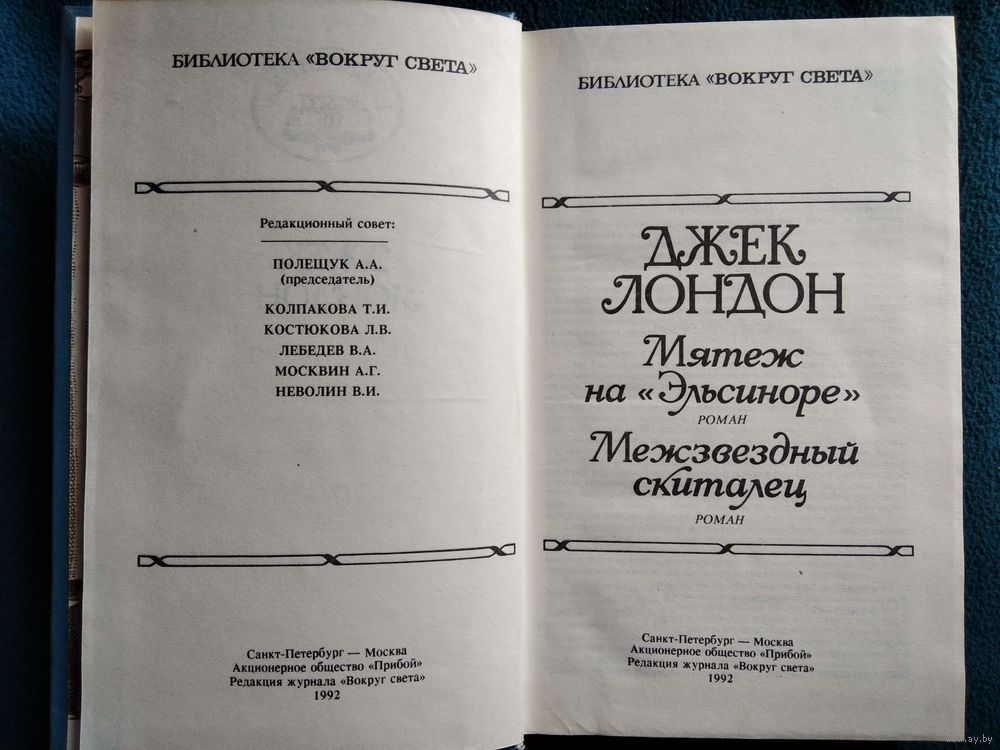 БИБЛИОТЕКА «ВОКРУГ СВЕТА»
Редакционный совет:
ПОЛЕЩУК А.А.
(председатель)
КОЛПАКОВА Т.И.
КОСТЮКОВА Л.В.
ЛЕБЕДЕВ В.А.
МОСКВИН А.Г.
НЕВОЛИН В.И.
Санкт-Петербург — Москва
Акционерное общество «Прибой»
Редакция журнала «Вокруг света»
1992
БИБЛИОТЕКА «ВОКРУГ СВЕТА»
ДЖЕК
ЛОНДОН
Мятеж
на «Эльсиноре»
РОМАН
Межзвездный
скиталец
РОМАН
Санкт-Петербург — Москва
Акционерное общество «Прибой»
Редакция журнала «Вокруг света»
1992